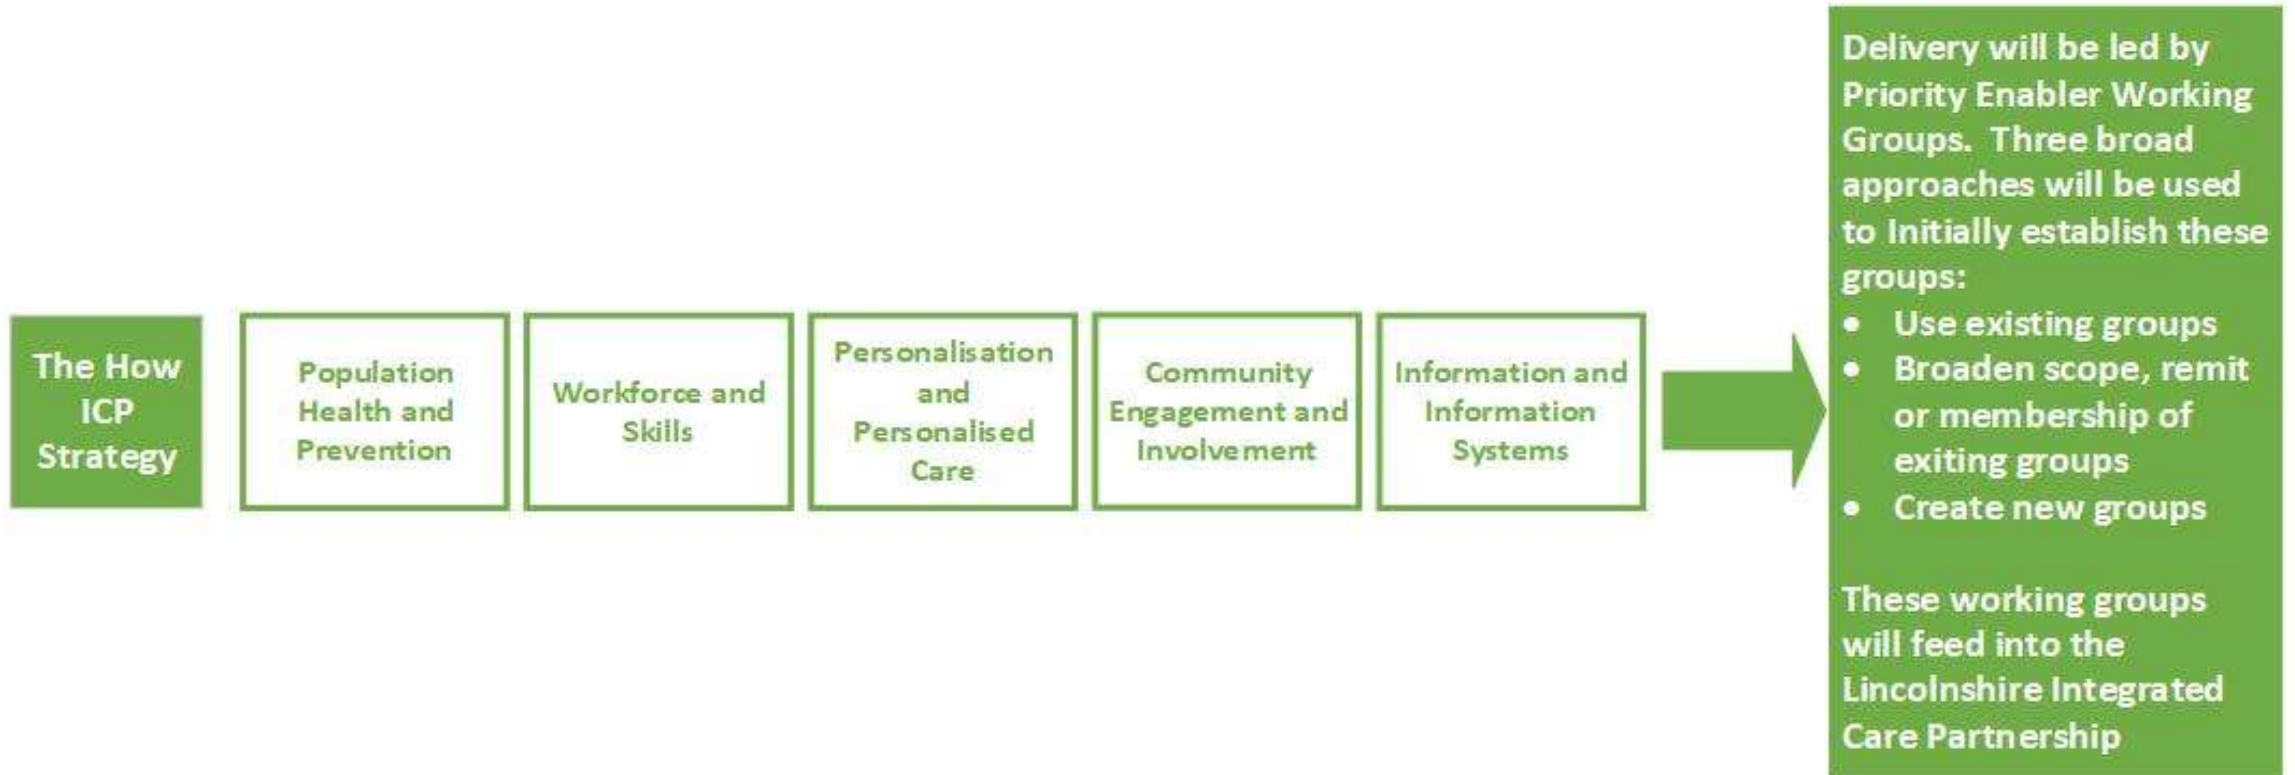 The How
ICP
Strategy
Population
Health and
Prevention
Workforce and
Skills
Personalisation
and
Personalised
Care
Community
Engagement and
Involvement
Information and
Information
Systems
Delivery will be led by
Priority Enabler Working
Groups.  Three broad
approaches will be used
to Initially establish these
groups:
• Use existing groups
• Broaden scope, remit
or membership of
exiting groups
• Create new groups
These working groups
will feed into the
Lincolnshire Integrated
Care Partnership